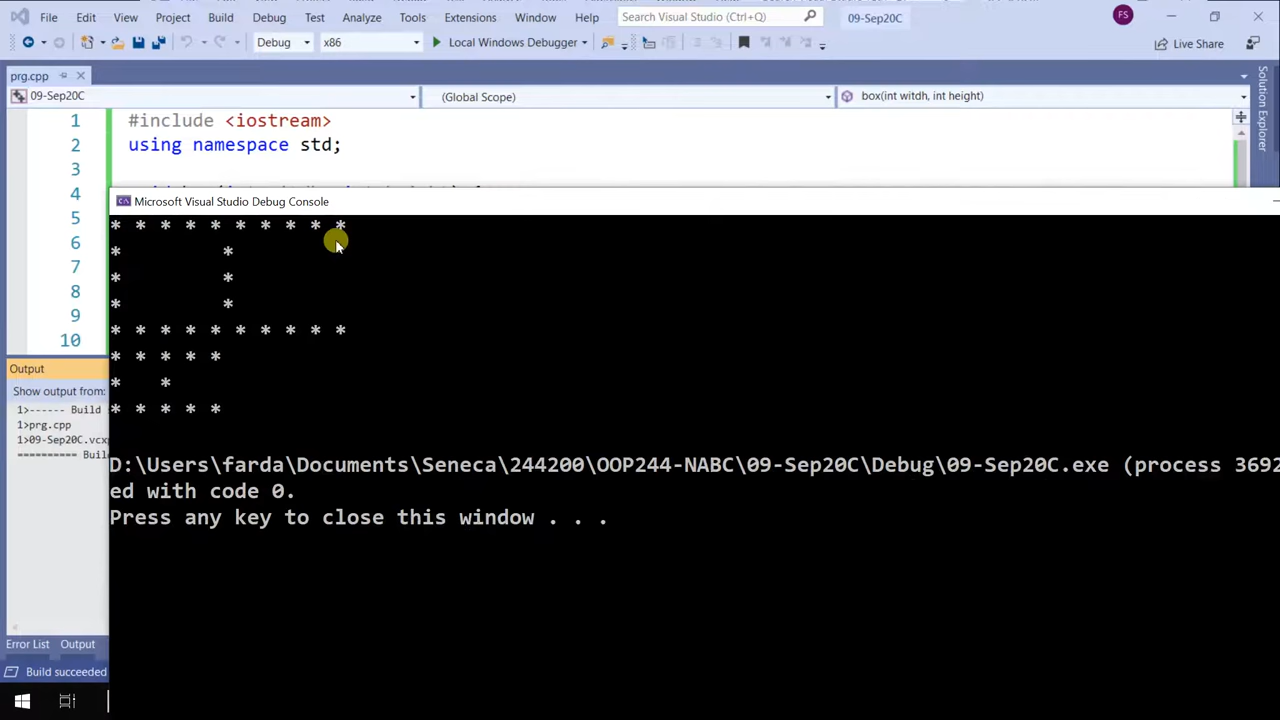 File Edit View Project Build Debug Test Analyze Tools Extensions Window Help Search Visual Studio (Ctrl+Q) 09-Sep20C FS
Debug x86 Local Windows Debugger Live Share
prg.cpp
09-Sep20C (Global Scope) box(int witdh, int height)
Solution Explorer
1 #include <iostream>
2 using namespace std;
3
4
5
6
7
8
9
10
Microsoft Visual Studio Debug Console
* * * * * * * * * *
*        *
*        *
*        *
* * * * * * * * * *
* * * * *
*   *
* * * * *
D:\Users\farda\Documents\Seneca\244200\OOP244-NABC\09-Sep20C\Debug\09-Sep20C.exe (process 3692
ed with code 0.
Press any key to close this window . . .
Output
Show output from:
1>------ Build
1>prg.cpp
1>09-Sep20C.vcxp
========== Buil
Error List Output
Build succeeded